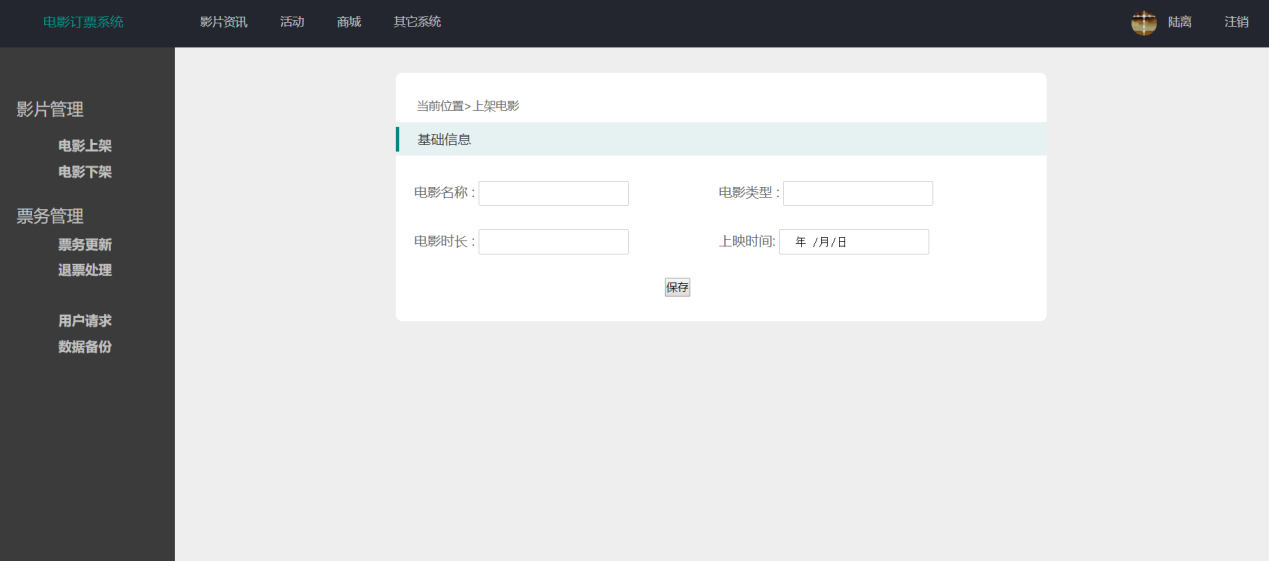 电影订票系统 影片资讯 活动 商城 其它系统 陆离 注销
影片管理
电影上架
电影下架
票务管理
票务更新
退票处理
用户请求
数据备份
当前位置>上架电影
基础信息
电影名称 : 电影类型 :
电影时长 : 上映时间: 年 /月/日
保存